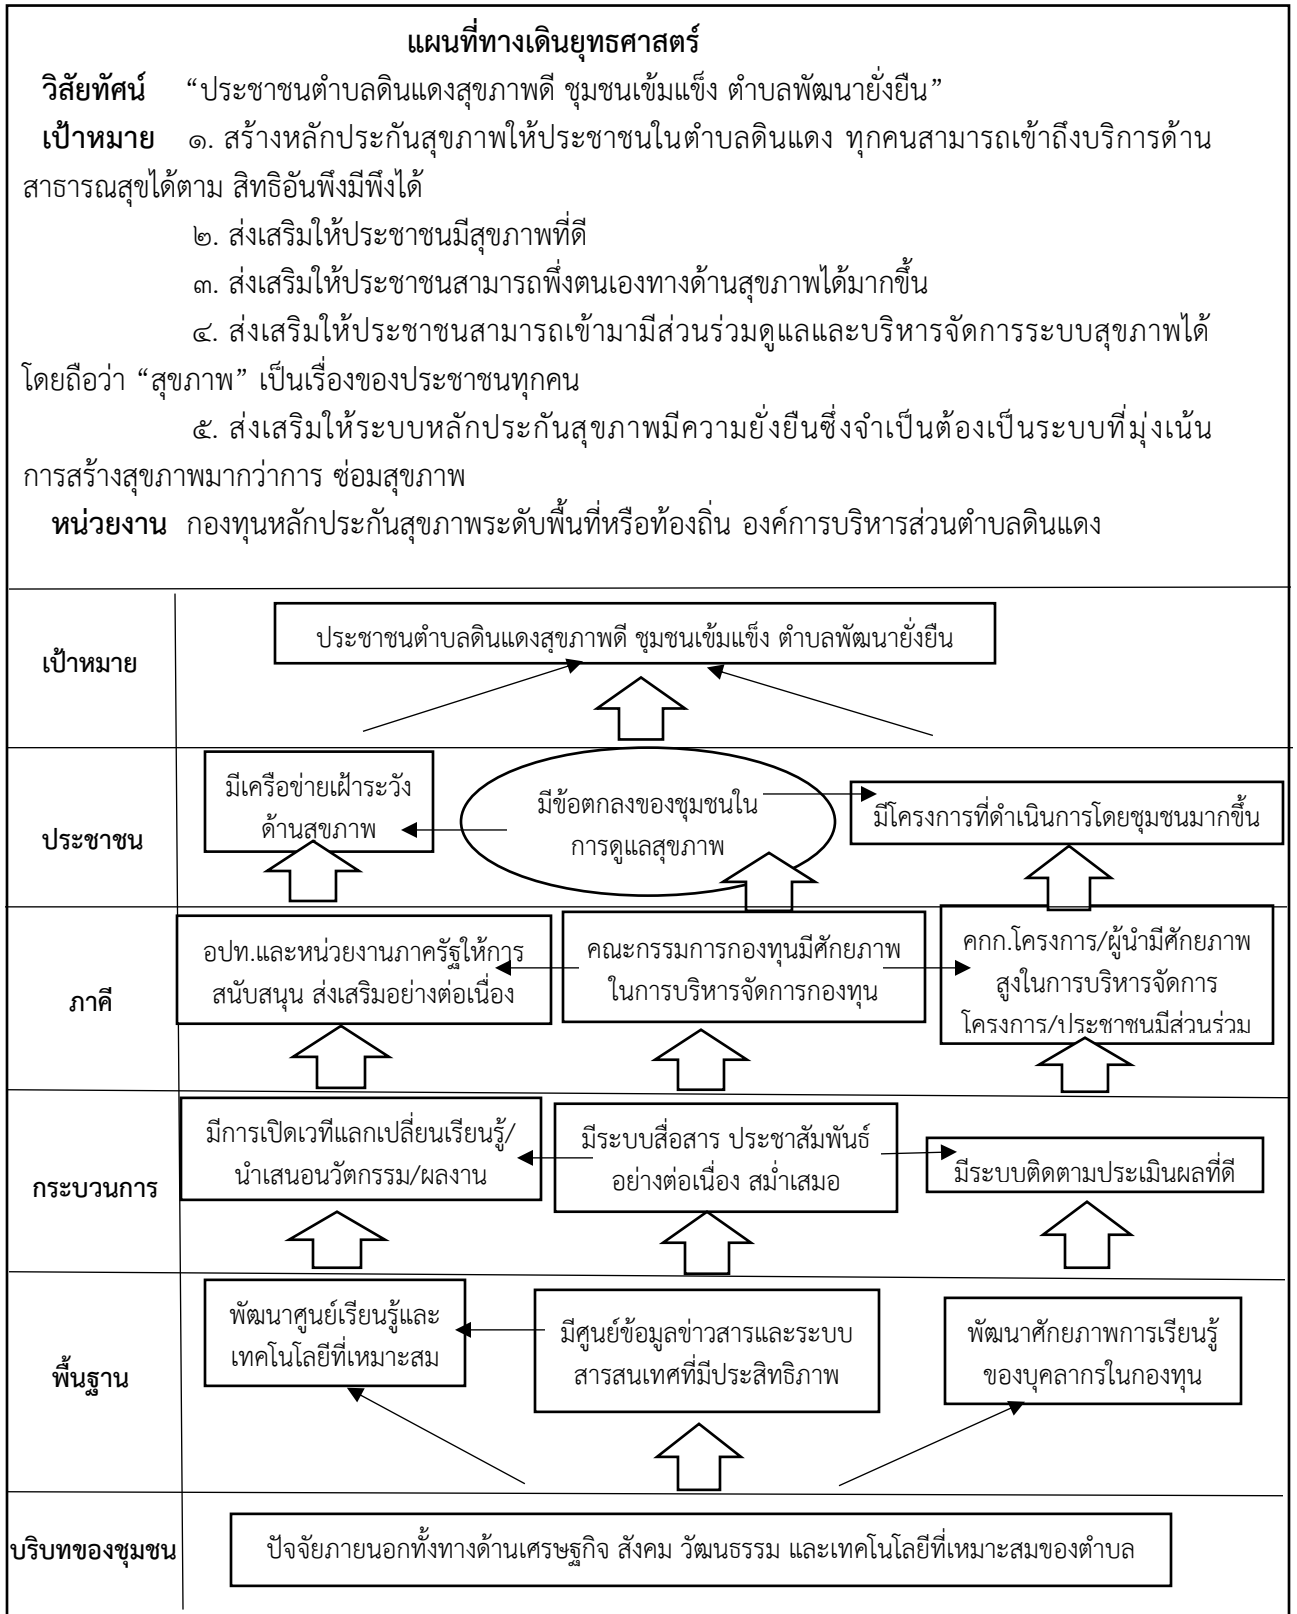 แผนที่ทางเดินยุทธศาสตร์
วิสัยทัศน์ “ประชาชนตำบลดินแดงสุขภาพดี ชุมชนเข้มแข็ง ตำบลพัฒนายั่งยืน”
เป้าหมาย ๑. สร้างหลักประกันสุขภาพให้ประชาชนในตำบลดินแดง ทุกคนสามารถเข้าถึงบริการด้าน
สาธารณสุขได้ตาม สิทธิอันพึงมีพึงได้
๒. ส่งเสริมให้ประชาชนมีสุขภาพที่ดี
๓. ส่งเสริมให้ประชาชนสามารถพึ่งตนเองทางด้านสุขภาพได้มากขึ้น
๔. ส่งเสริมให้ประชาชนสามารถเข้ามามีส่วนร่วมดูแลและบริหารจัดการระบบสุขภาพได้
โดยถือว่า “สุขภาพ” เป็นเรื่องของประชาชนทุกคน
๕. ส่งเสริมให้ระบบหลักประกันสุขภาพมีความยั่งยืนซึ่งจำเป็นต้องเป็นระบบที่มุ่งเน้น
การสร้างสุขภาพมากว่าการ ซ่อมสุขภาพ
หน่วยงาน กองทุนหลักประกันสุขภาพระดับพื้นที่หรือท้องถิ่น องค์การบริหารส่วนตำบลดินแดง
เป้าหมาย
ประชาชนตำบลดินแดงสุขภาพดี ชุมชนเข้มแข็ง ตำบลพัฒนายั่งยืน
ประชาชน
มีเครือข่ายเฝ้าระวัง
ด้านสุขภาพ
มีข้อตกลงของชุมชนใน
การดูแลสุขภาพ
มีโครงการที่ดำเนินการโดยชุมชนมากขึ้น
ภาคี
อปท.และหน่วยงานภาครัฐให้การ
สนับสนุน ส่งเสริมอย่างต่อเนื่อง
คณะกรรมการกองทุนมีศักยภาพ
ในการบริหารจัดการกองทุน
คกก.โครงการ/ผู้นำมีศักยภาพ
สูงในการบริหารจัดการ
โครงการ/ประชาชนมีส่วนร่วม
กระบวนการ
มีการเปิดเวทีแลกเปลี่ยนเรียนรู้/
นำเสนอนวัตกรรม/ผลงาน
มีระบบสื่อสาร ประชาสัมพันธ์
อย่างต่อเนื่อง สม่ำเสมอ
มีระบบติดตามประเมินผลที่ดี
พื้นฐาน
พัฒนาศูนย์เรียนรู้และ
เทคโนโลยีที่เหมาะสม
มีศูนย์ข้อมูลข่าวสารและระบบ
สารสนเทศที่มีประสิทธิภาพ
พัฒนาศักยภาพการเรียนรู้
ของบุคลากรในกองทุน
บริบทของชุมชน
ปัจจัยภายนอกทั้งทางด้านเศรษฐกิจ สังคม วัฒนธรรม และเทคโนโลยีที่เหมาะสมของตำบล